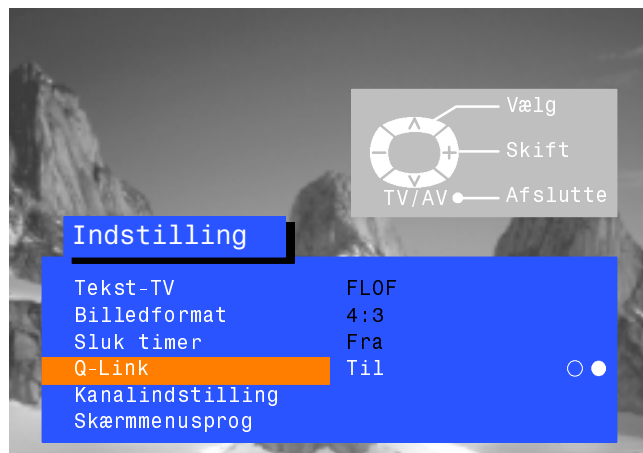 Vælg
Skift
TV/AV Afslutte
Indstilling
Tekst-TV FLOF
Billedformat 4:3
Sluk timer Fra
Q-Link Til
Kanalindstilling
Skærmmenusprog